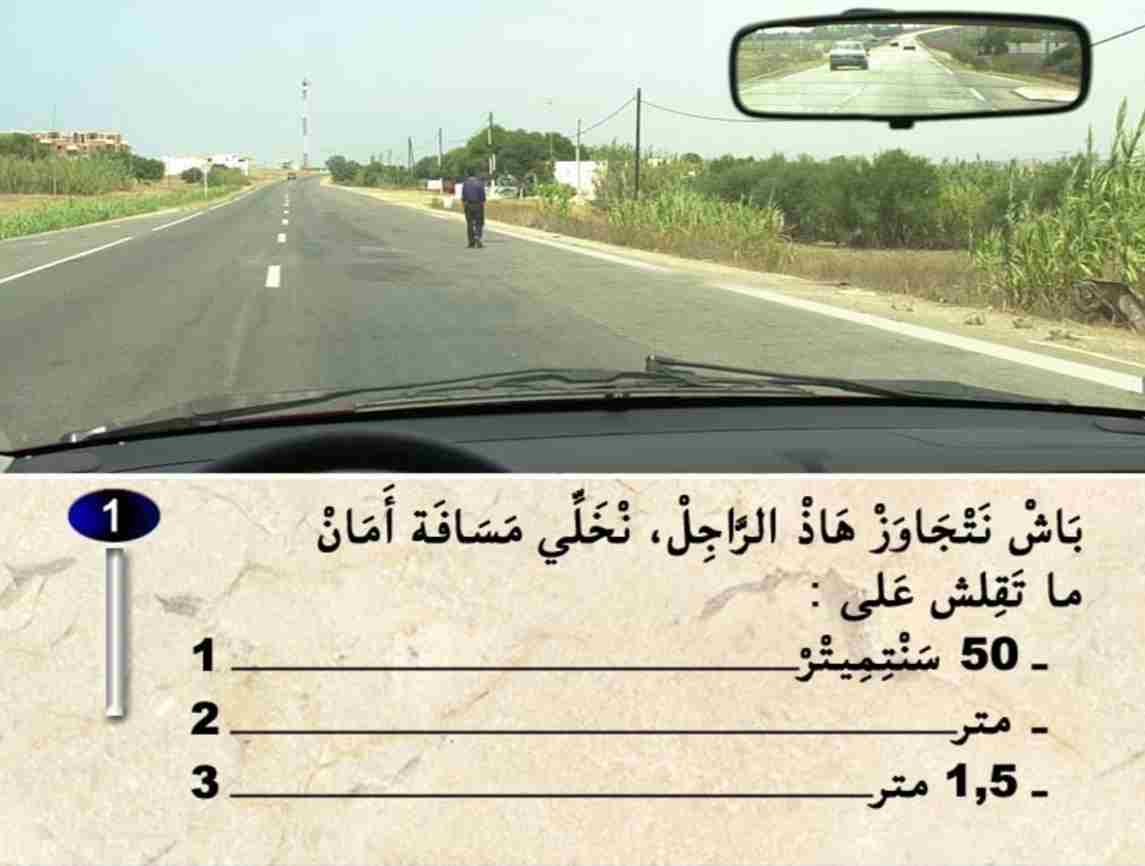 1
بَاشْ نَتْجَاوَزْ هَاذْ الرَّاجِلْ، نْخَلِّي مَسَافَة أَمَانْ
ما تَقِلش عَلى :
ـ 50 سَنْتِمِيتْرْ 1
ـ متر 2
ـ 1,5 متر 3